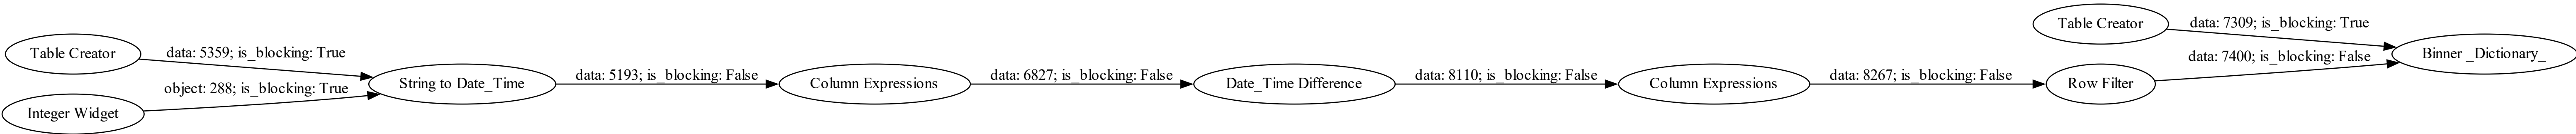 Table Creator
data: 5359; is_blocking: True
Integer Widget
object: 288; is_blocking: True
String to Date_Time
data: 5193; is_blocking: False
Column Expressions
data: 6827; is_blocking: False
Date_Time Difference
data: 8110; is_blocking: False
Column Expressions
data: 8267; is_blocking: False
Row Filter
Table Creator
data: 7309; is_blocking: True
data: 7400; is_blocking: False
Binner _Dictionary_